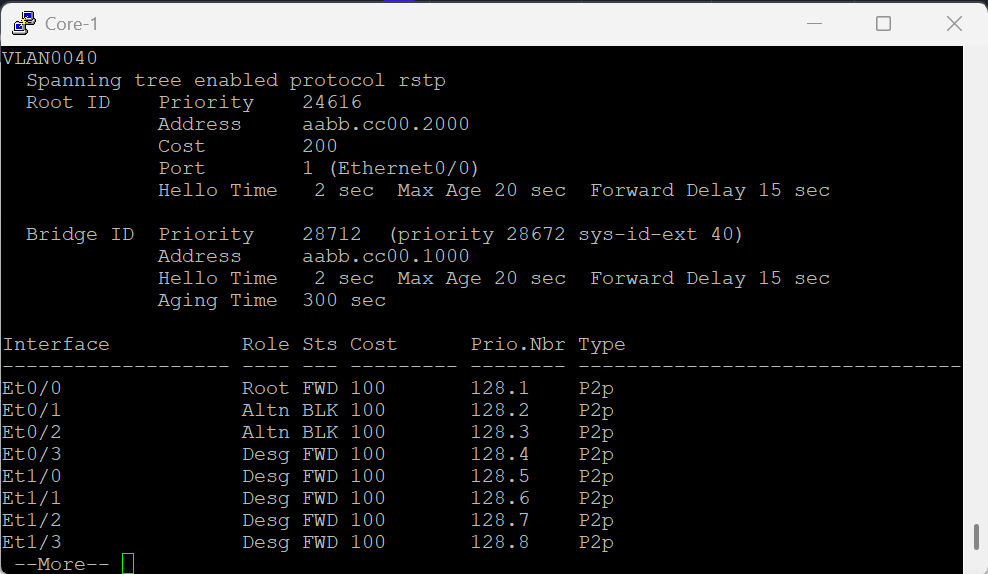 Core-1
VLAN0040
  Spanning tree enabled protocol rstp
  Root ID    Priority    24616
             Address     aabb.cc00.2000
             Cost        200
             Port        1 (Ethernet0/0)
             Hello Time   2 sec  Max Age 20 sec  Forward Delay 15 sec

  Bridge ID  Priority    28712  (priority 28672 sys-id-ext 40)
             Address     aabb.cc00.1000
             Hello Time   2 sec  Max Age 20 sec  Forward Delay 15 sec
             Aging Time  300 sec

Interface           Role Sts Cost      Prio.Nbr Type
------------------- ---- --- --------- -------- --------------------------------
Et0/0               Root FWD 100       128.1    P2p
Et0/1               Altn BLK 100       128.2    P2p
Et0/2               Altn BLK 100       128.3    P2p
Et0/3               Desg FWD 100       128.4    P2p
Et1/0               Desg FWD 100       128.5    P2p
Et1/1               Desg FWD 100       128.6    P2p
Et1/2               Desg FWD 100       128.7    P2p
Et1/3               Desg FWD 100       128.8    P2p
 --More--